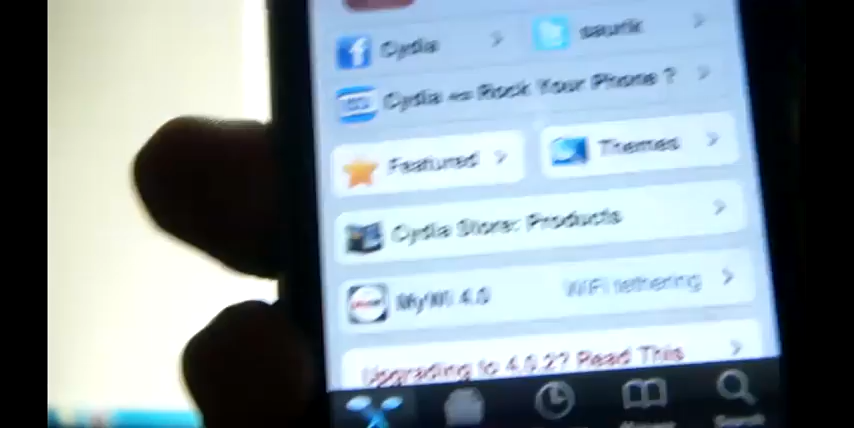 Cydia
saurik
Cydia == Rock Your Phone ?
Featured
Themes
Cydia Store: Products
MyWi 4.0 WiFi tethering
Upgrading to 4.0.2? Read This
Search